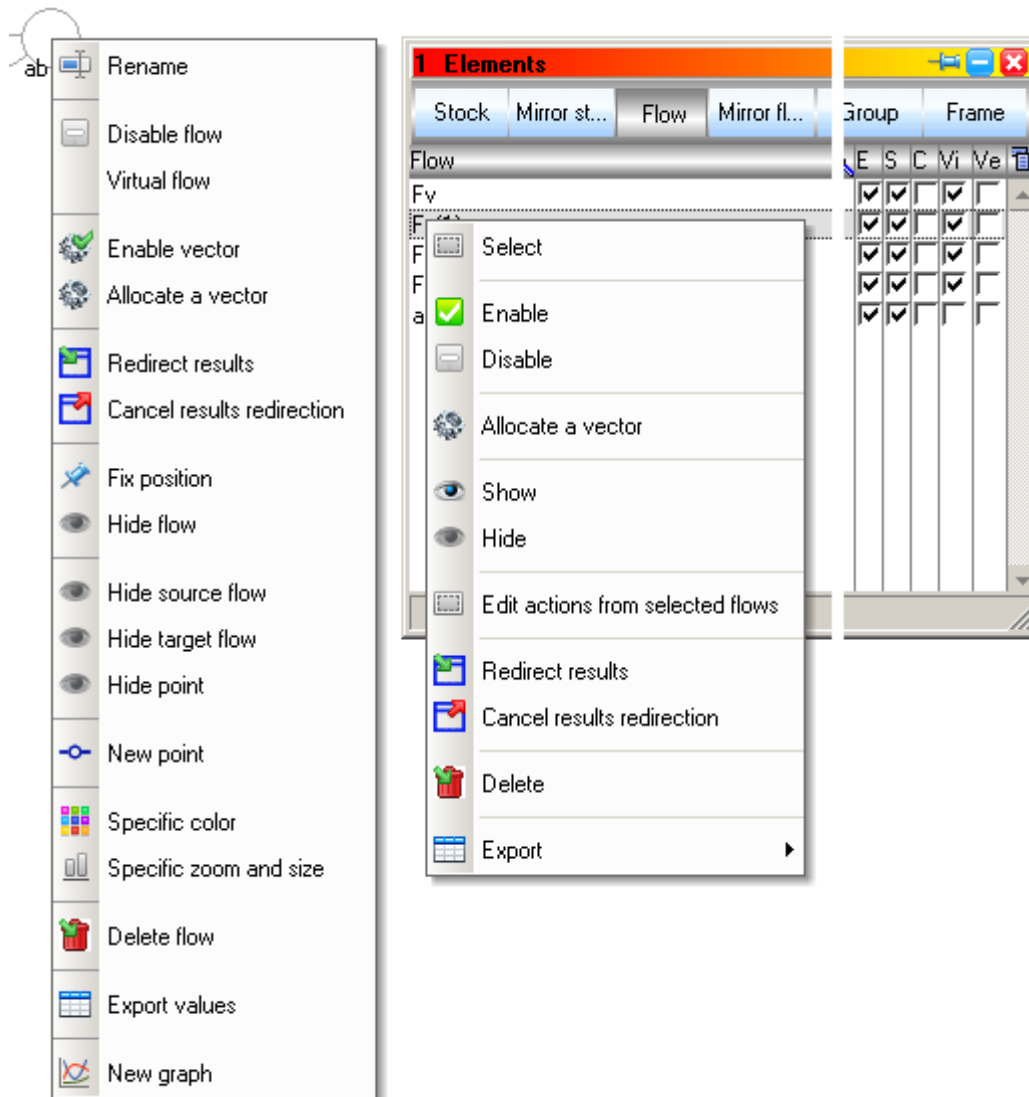 ab
Rename
Disable flow
Virtual flow
Enable vector
Allocate a vector
Redirect results
Cancel results redirection
Fix position
Hide flow
Hide source flow
Hide target flow
Hide point
New point
Specific color
Specific zoom and size
Delete flow
Export values
New graph
1 Elements
Stock Mirror st... Flow Mirror fl... Group Frame
Flow E S C Vi Ve
Fv
F
F
F
a
Select
Enable
Disable
Allocate a vector
Show
Hide
Edit actions from selected flows
Redirect results
Cancel results redirection
Delete
Export